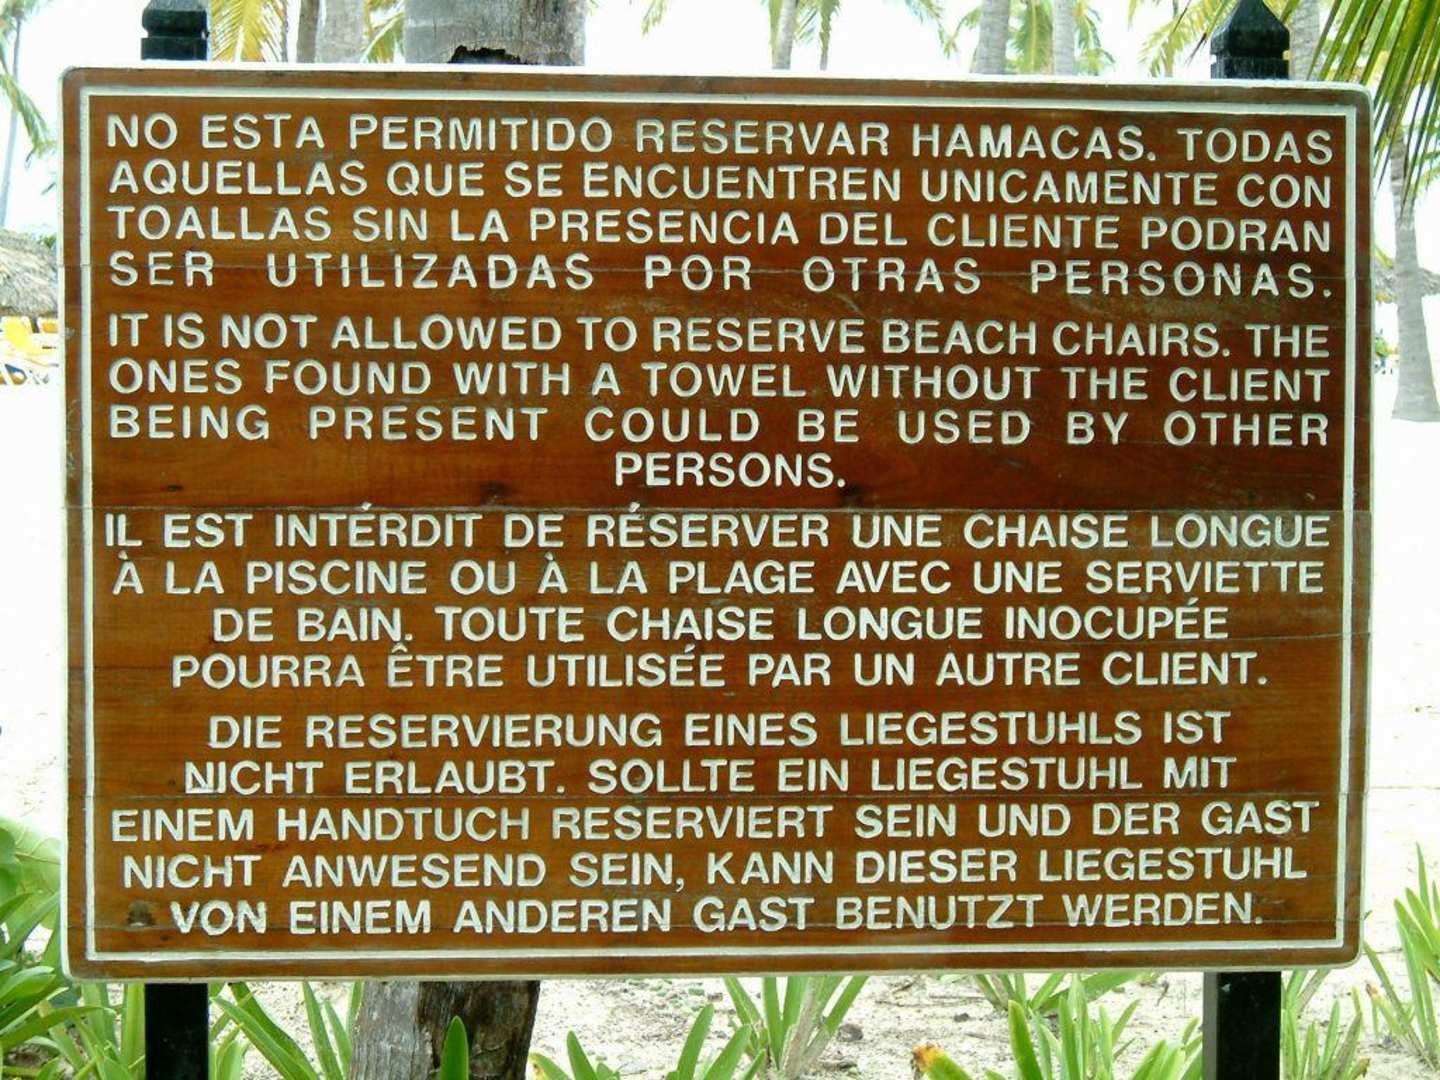 NO ESTA PERMITIDO RESERVAR HAMACAS. TODAS
AQUELLAS QUE SE ENCUENTREN UNICAMENTE CON
TOALLAS SIN LA PRESENCIA DEL CLIENTE PODRAN
SER UTILIZADAS POR OTRAS PERSONAS.
IT IS NOT ALLOWED TO RESERVE BEACH CHAIRS. THE
ONES FOUND WITH A TOWEL WITHOUT THE CLIENT
BEING PRESENT COULD BE USED BY OTHER
PERSONS.
IL EST INTÉRDIT DE RÉSERVER UNE CHAISE LONGUE
À LA PISCINE OU À LA PLAGE AVEC UNE SERVIETTE
DE BAIN. TOUTE CHAISE LONGUE INOCUPÉE
POURRA ÊTRE UTILISÉE PAR UN AUTRE CLIENT.
DIE RESERVIERUNG EINES LIEGESTUHLS IST
NICHT ERLAUBT. SOLLTE EIN LIEGESTUHL MIT
EINEM HANDTUCH RESERVIERT SEIN UND DER GAST
NICHT ANWESEND SEIN, KANN DIESER LIEGESTUHL
VON EINEM ANDEREN GAST BENUTZT WERDEN.